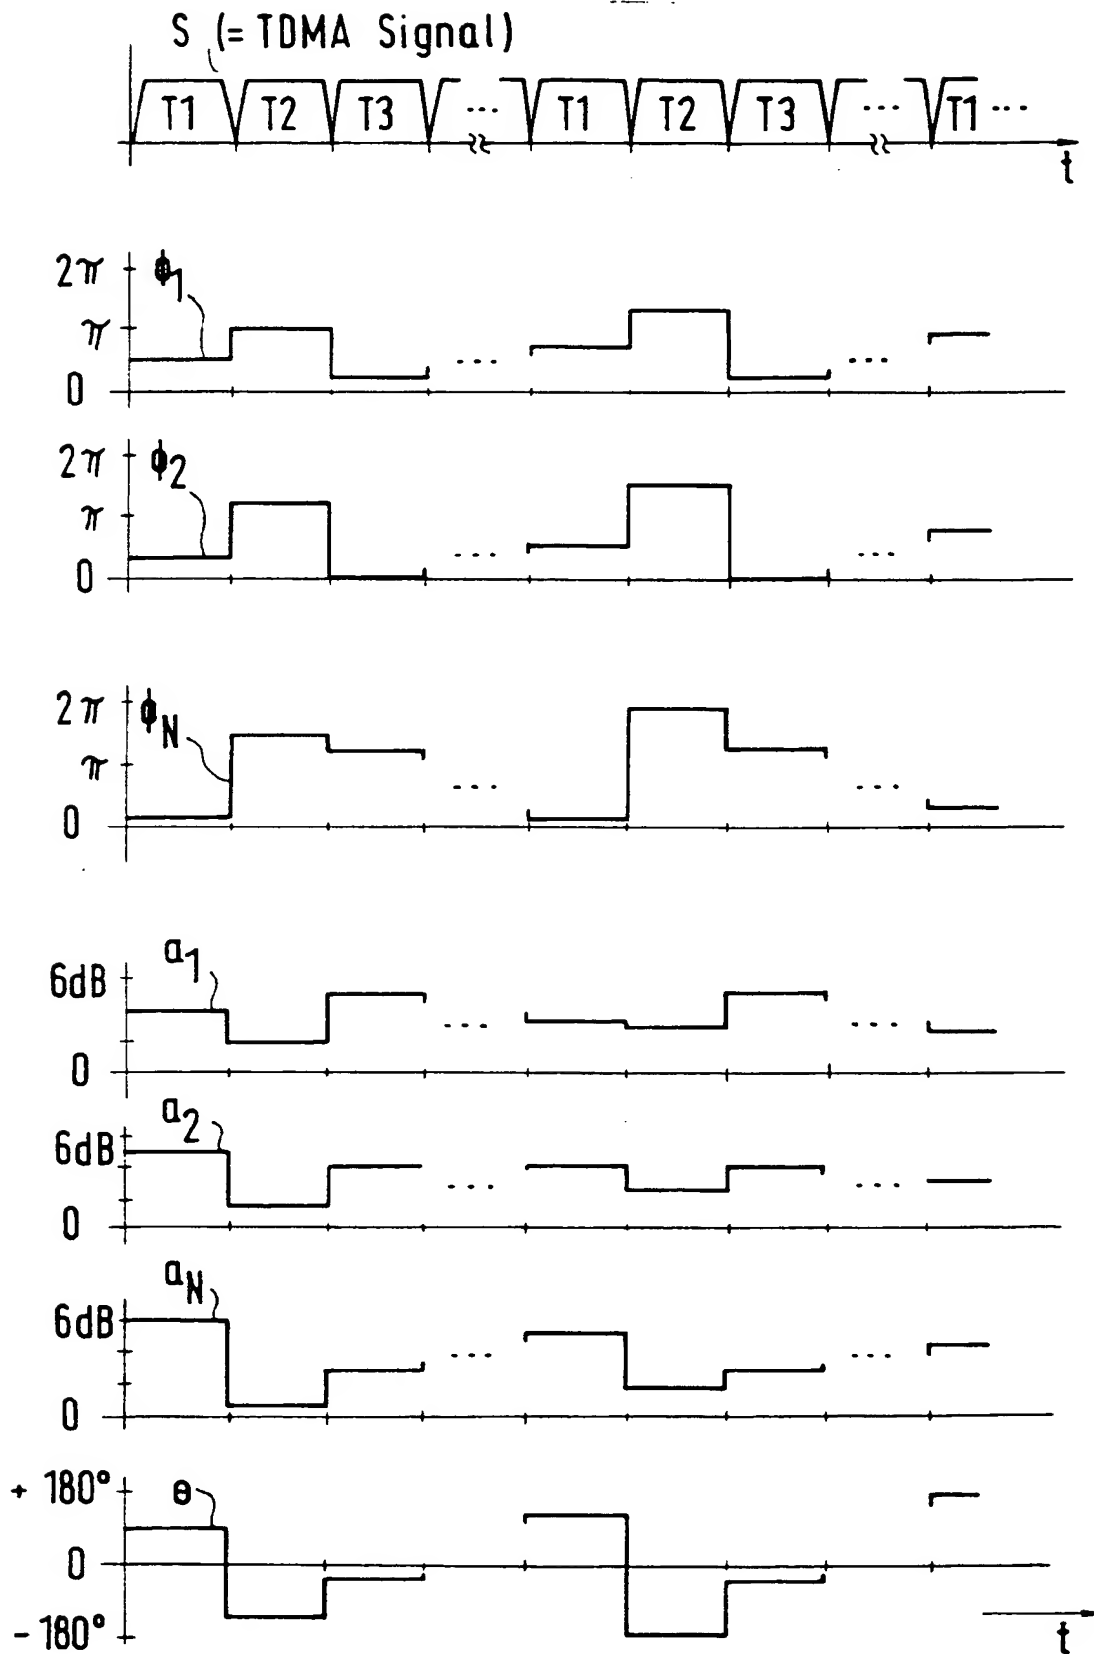 S (= TDMA Signal)
T1 T2 T3 ... T1 T2 T3 ... T1 ...
t
2π ϕ1
π
0
2π ϕ2
π
0
2π ϕN
π
0
a1
6dB
0
a2
6dB
0
aN
6dB
0
+ 180° θ
0
- 180°
t